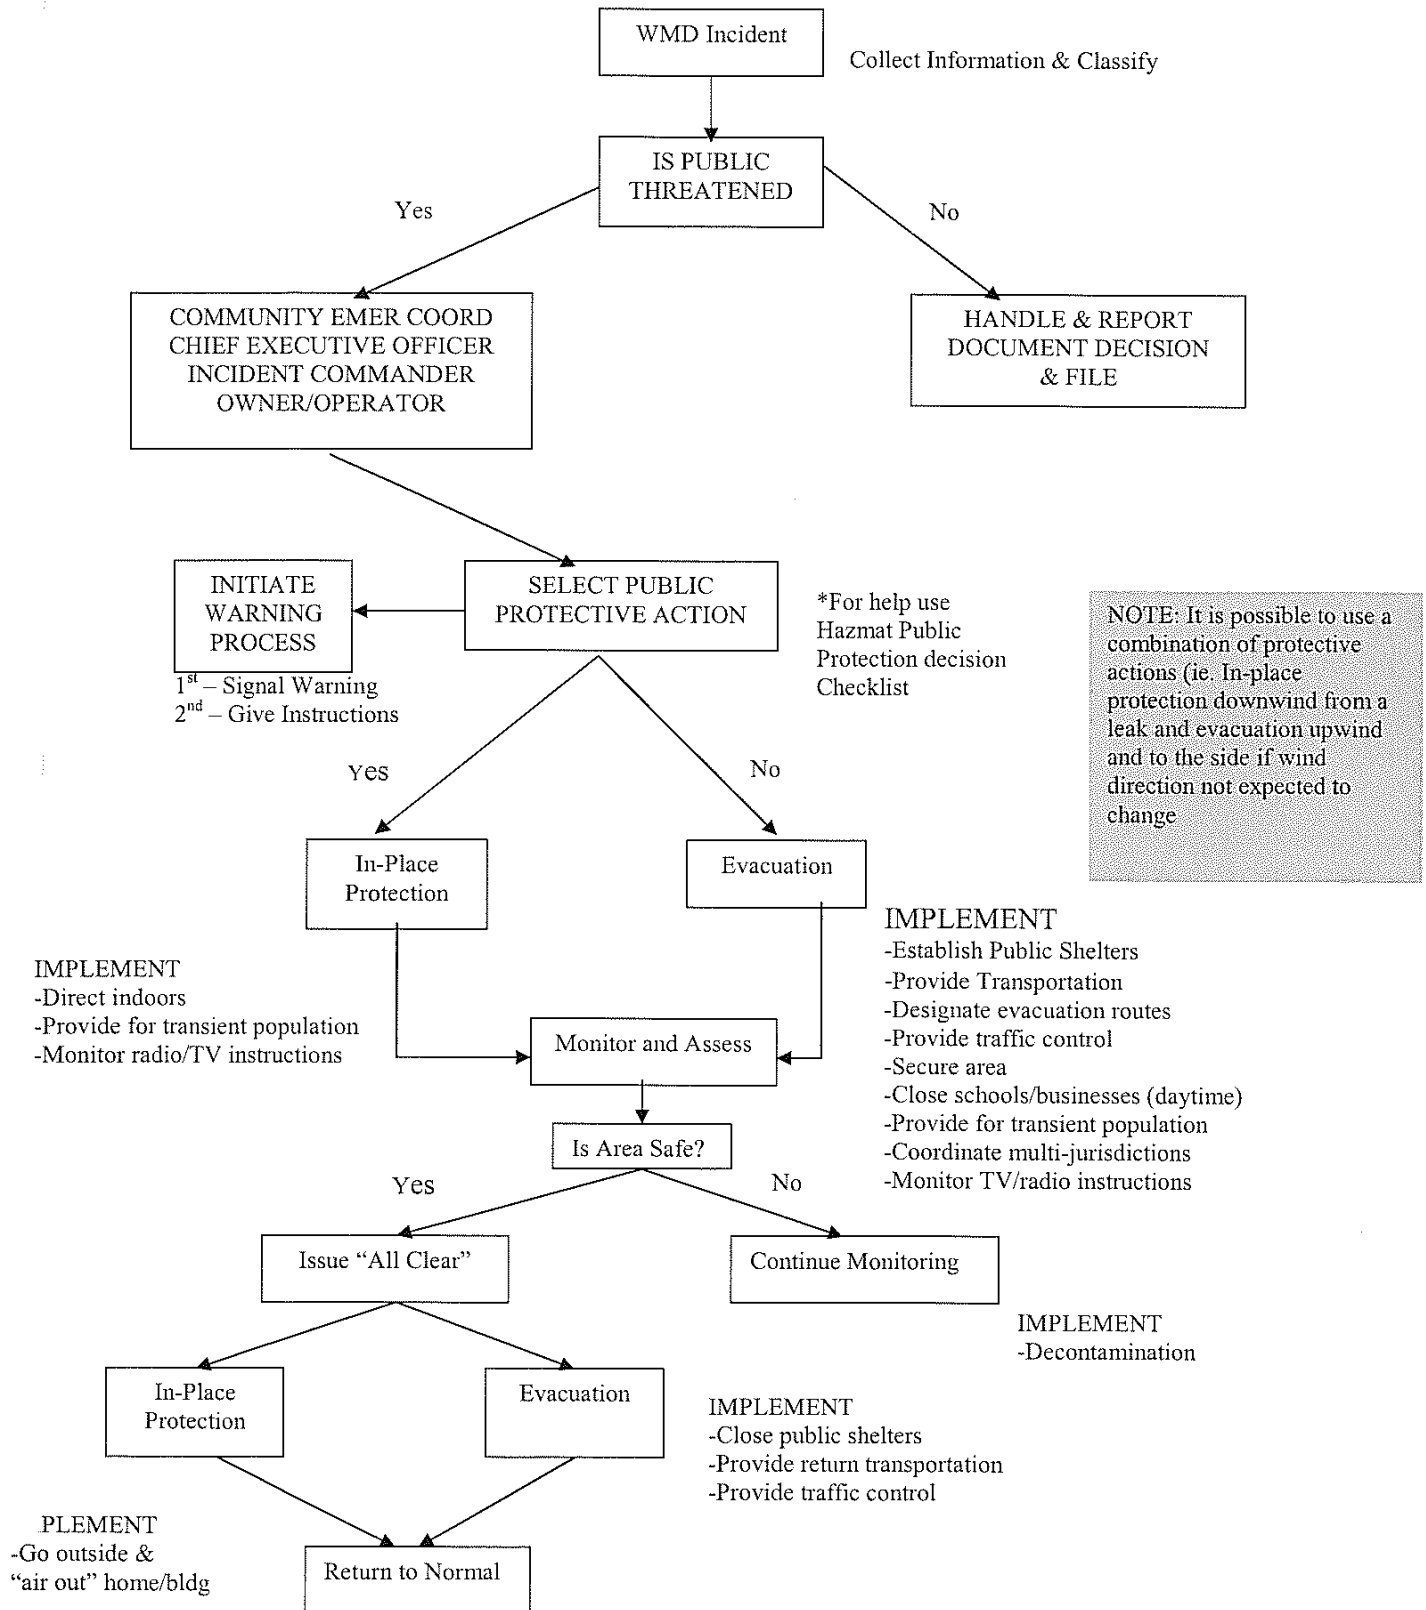 WMD Incident
Collect Information & Classify
IS PUBLIC
THREATENED
Yes
No
COMMUNITY EMER COORD
CHIEF EXECUTIVE OFFICER
INCIDENT COMMANDER
OWNER/OPERATOR
HANDLE & REPORT
DOCUMENT DECISION
& FILE
INITIATE
WARNING
PROCESS
1st – Signal Warning
2nd – Give Instructions
SELECT PUBLIC
PROTECTIVE ACTION
*For help use
Hazmat Public
Protection decision
Checklist
NOTE: It is possible to use a
combination of protective
actions (ie. In-place
protection downwind from a
leak and evacuation upwind
and to the side if wind
direction not expected to
change
Yes
No
In-Place
Protection
Evacuation
IMPLEMENT
-Direct indoors
-Provide for transient population
-Monitor radio/TV instructions
IMPLEMENT
-Establish Public Shelters
-Provide Transportation
-Designate evacuation routes
-Provide traffic control
-Secure area
-Close schools/businesses (daytime)
-Provide for transient population
-Coordinate multi-jurisdictions
-Monitor TV/radio instructions
Monitor and Assess
Is Area Safe?
Yes
No
Issue “All Clear”
Continue Monitoring
IMPLEMENT
-Decontamination
In-Place
Protection
Evacuation
IMPLEMENT
-Close public shelters
-Provide return transportation
-Provide traffic control
PLEMENT
-Go outside &
“air out” home/bldg
Return to Normal